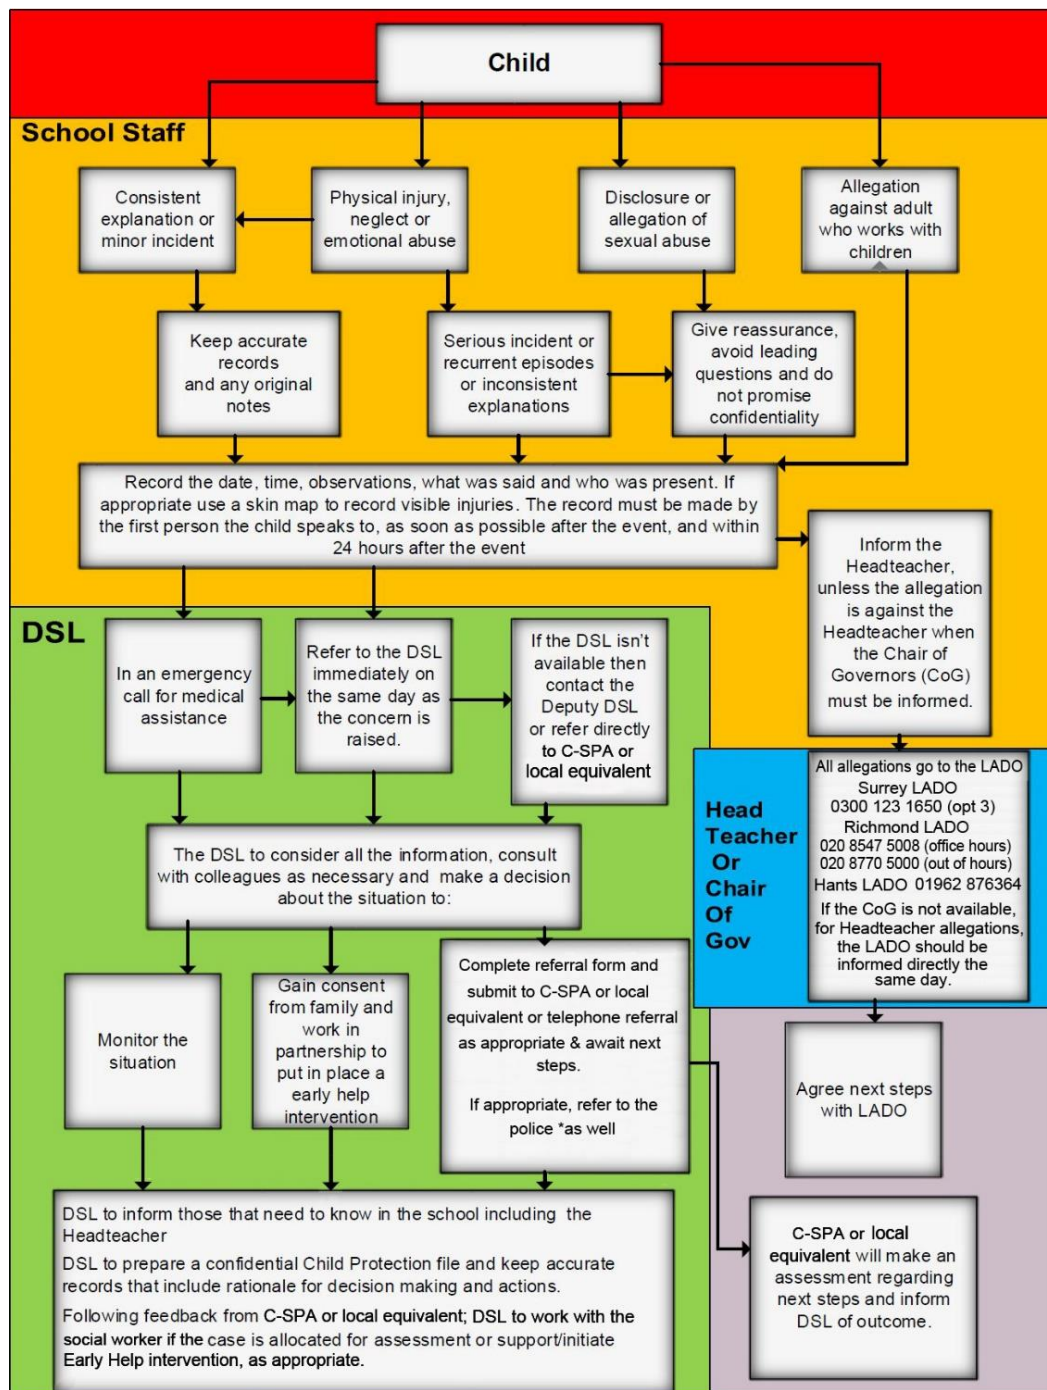 Child
School Staff
Consistent
explanation or
minor incident
Physical injury,
neglect or
emotional abuse
Disclosure or
allegation of
sexual abuse
Allegation
against adult
who works with
children
Keep accurate
records
and any original
notes
Serious incident or
recurrent episodes
or inconsistent
explanations
Give reassurance,
avoid leading
questions and do
not promise
confidentiality
Record the date, time, observations, what was said and who was present. If
appropriate use a skin map to record visible injuries. The record must be made by
the first person the child speaks to, as soon as possible after the event, and within
24 hours after the event
Inform the
Headteacher,
unless the allegation
is against the
Headteacher when
the Chair of
Governors (CoG)
must be informed.
DSL
In an emergency
call for medical
assistance
Refer to the DSL
immediately on
the same day as
the concern is
raised.
If the DSL isn't
available then
contact the
Deputy DSL
or refer directly
to C-SPA or
local equivalent
Head
Teacher
Or
Chair
Of
Gov
All allegations go to the LADO
Surrey LADO
0300 123 1650 (opt 3)
Richmond LADO
020 8547 5008 (office hours)
020 8770 5000 (out of hours)
Hants LADO 01962 876364
If the CoG is not available,
for Headteacher allegations,
the LADO should be
informed directly the
same day.
The DSL to consider all the information, consult
with colleagues as necessary and make a decision
about the situation to:
Monitor the
situation
Gain consent
from family and
work in
partnership to
put in place a
early help
intervention
Complete referral form and
submit to C-SPA or local
equivalent or telephone referral
as appropriate & await next
steps.
If appropriate, refer to the
police *as well
Agree next steps
with LADO
DSL to inform those that need to know in the school including the
Headteacher
DSL to prepare a confidential Child Protection file and keep accurate
records that include rationale for decision making and actions.
Following feedback from C-SPA or local equivalent; DSL to work with the
social worker if the case is allocated for assessment or support/initiate
Early Help intervention, as appropriate.
C-SPA or local
equivalent will make an
assessment regarding
next steps and inform
DSL of outcome.